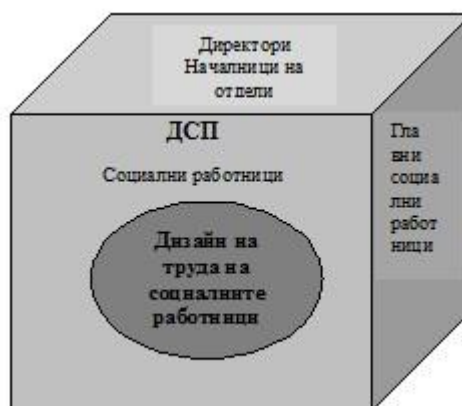 Директори
Началници на
отдели
ДСП
Социални работници
Дизайн на
труда на
социалните
работници
Гла
вни
социа
лни
работ
ници